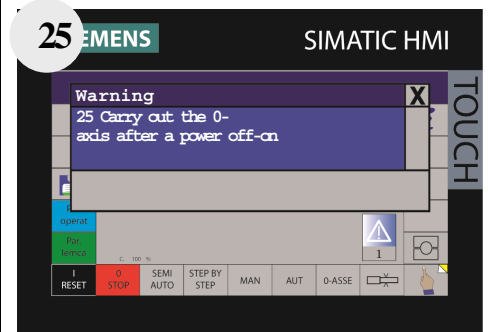 25
EMENS
SIMATIC HMI
TOUCH
Warning
X
25 Carry out the 0-
axis after a power off-on
operat.
Par.
lemca
C. 100 %
1
I
RESET
0
STOP
SEMI
AUTO
STEP BY
STEP
MAN
AUT
0-ASSE